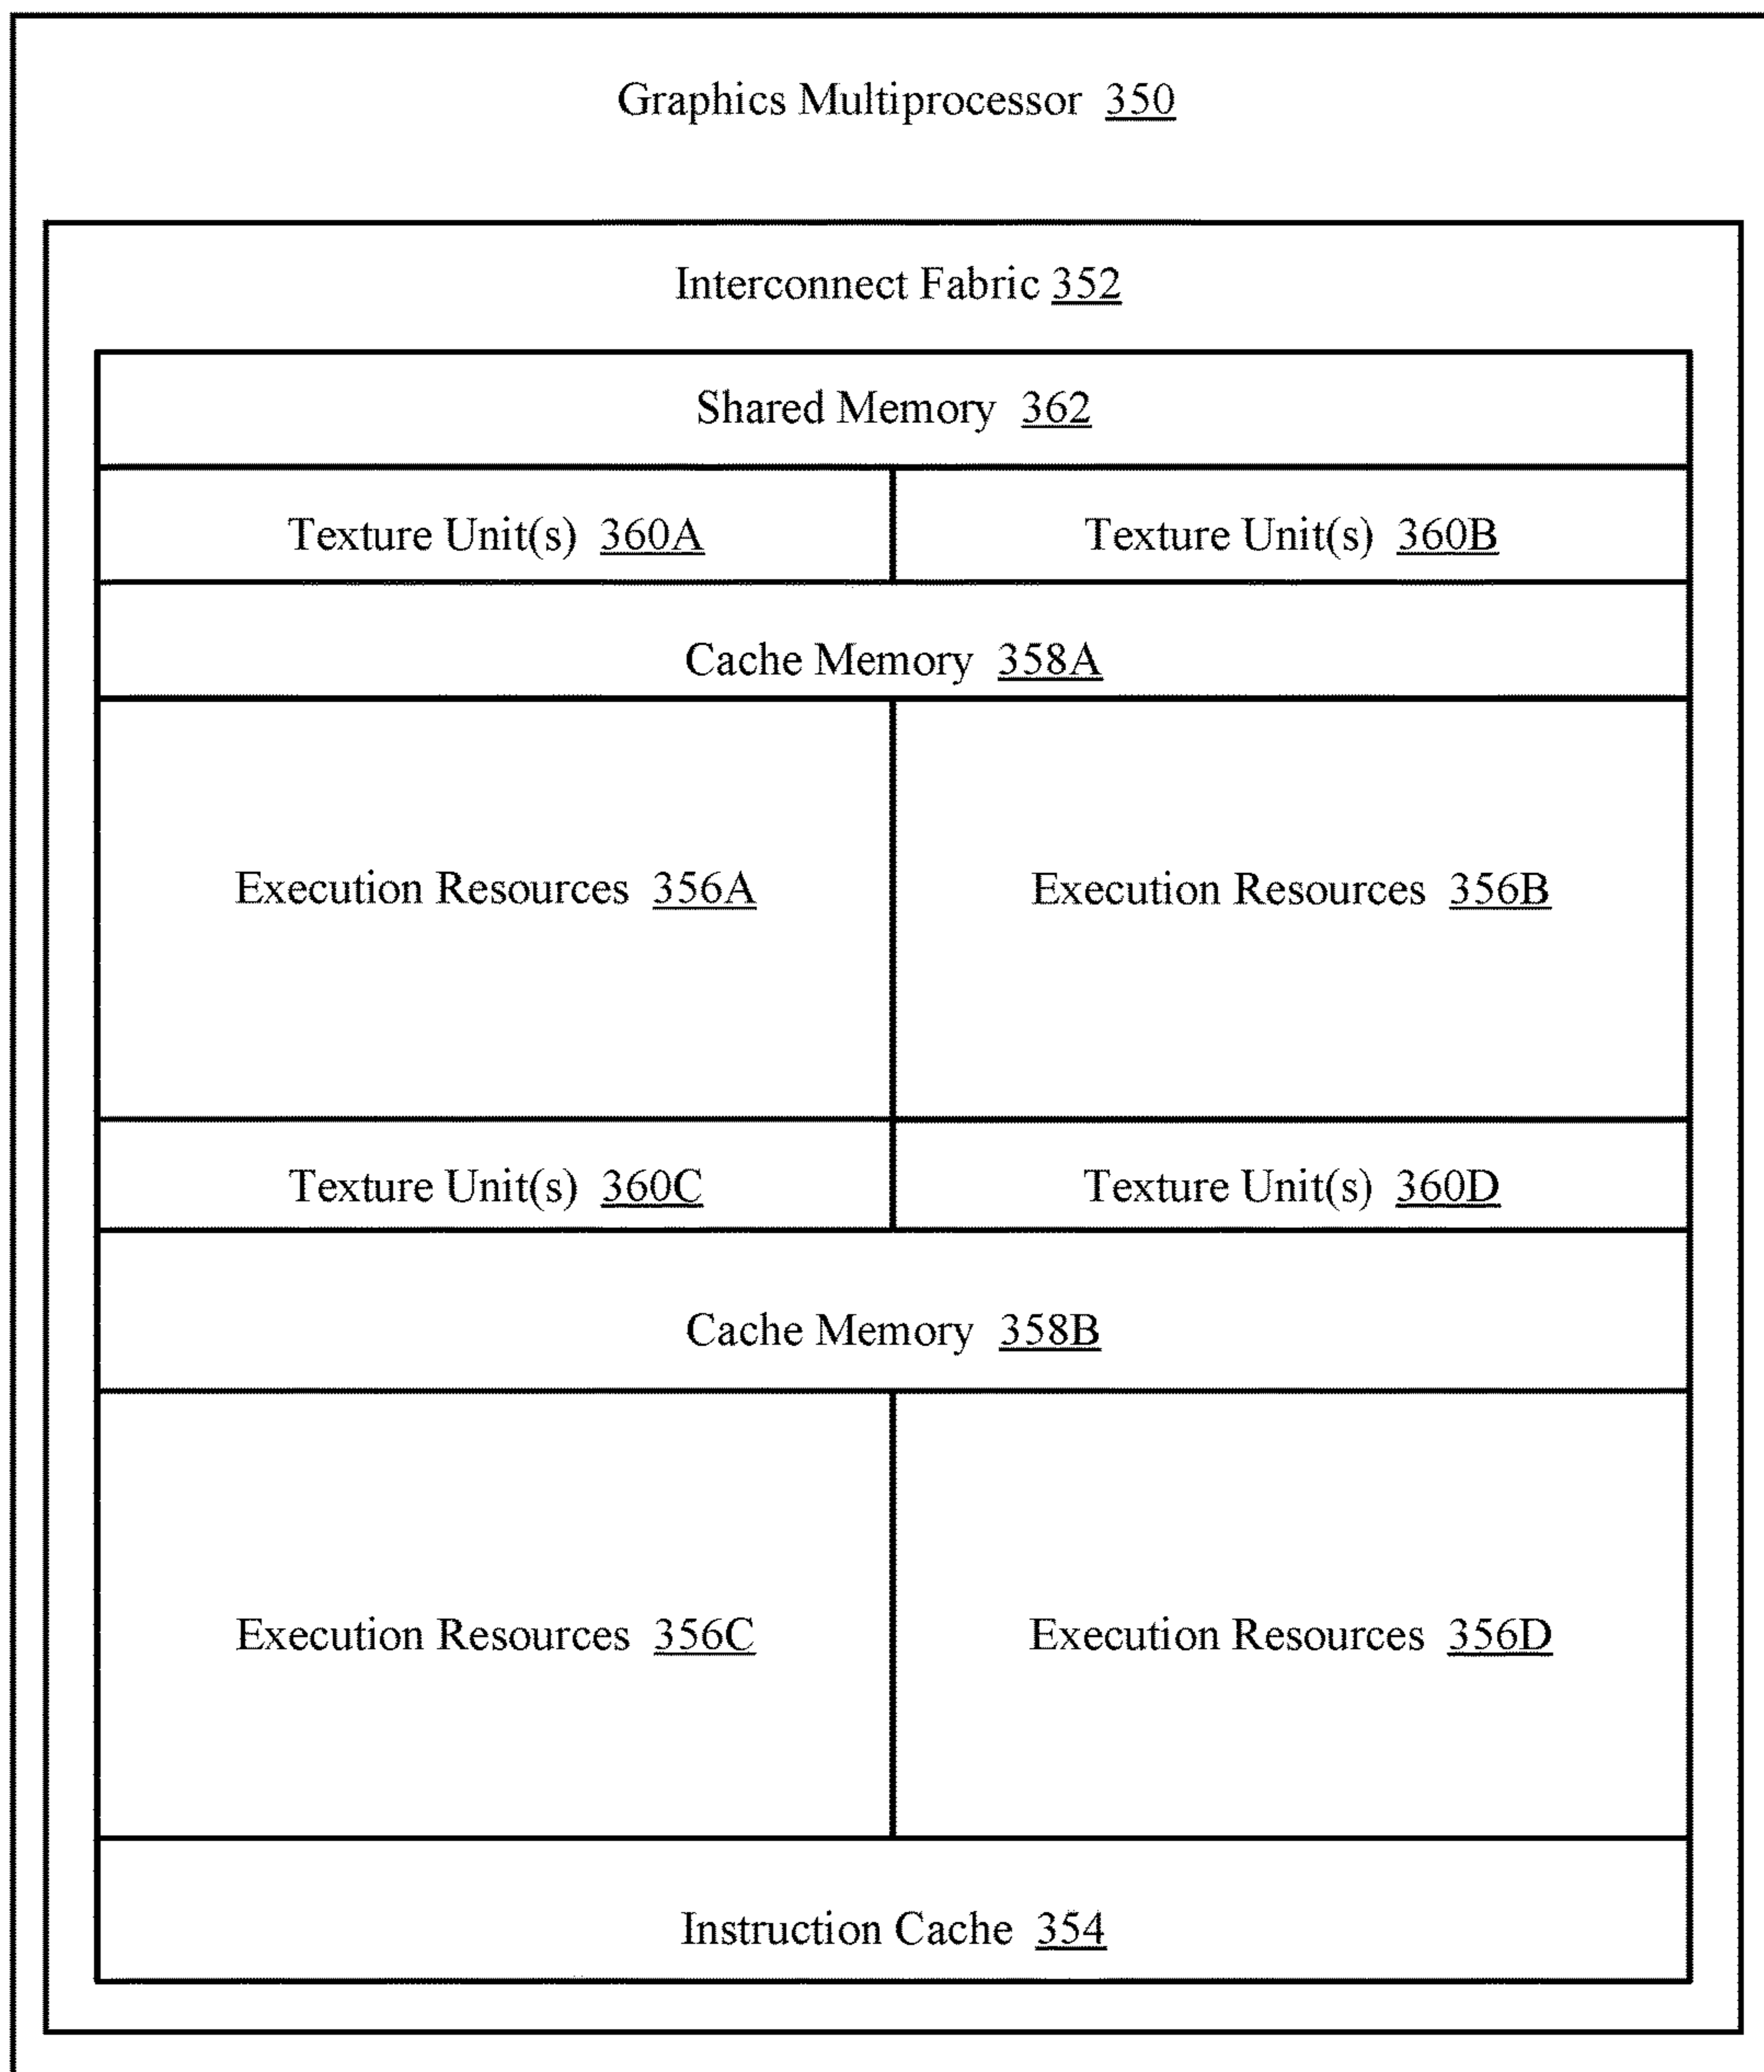 Graphics Multiprocessor 350
Interconnect Fabric 352
Shared Memory 362
Texture Unit(s) 360A
Texture Unit(s) 360B
Cache Memory 358A
Execution Resources 356A
Execution Resources 356B
Texture Unit(s) 360C
Texture Unit(s) 360D
Cache Memory 358B
Execution Resources 356C
Execution Resources 356D
Instruction Cache 354